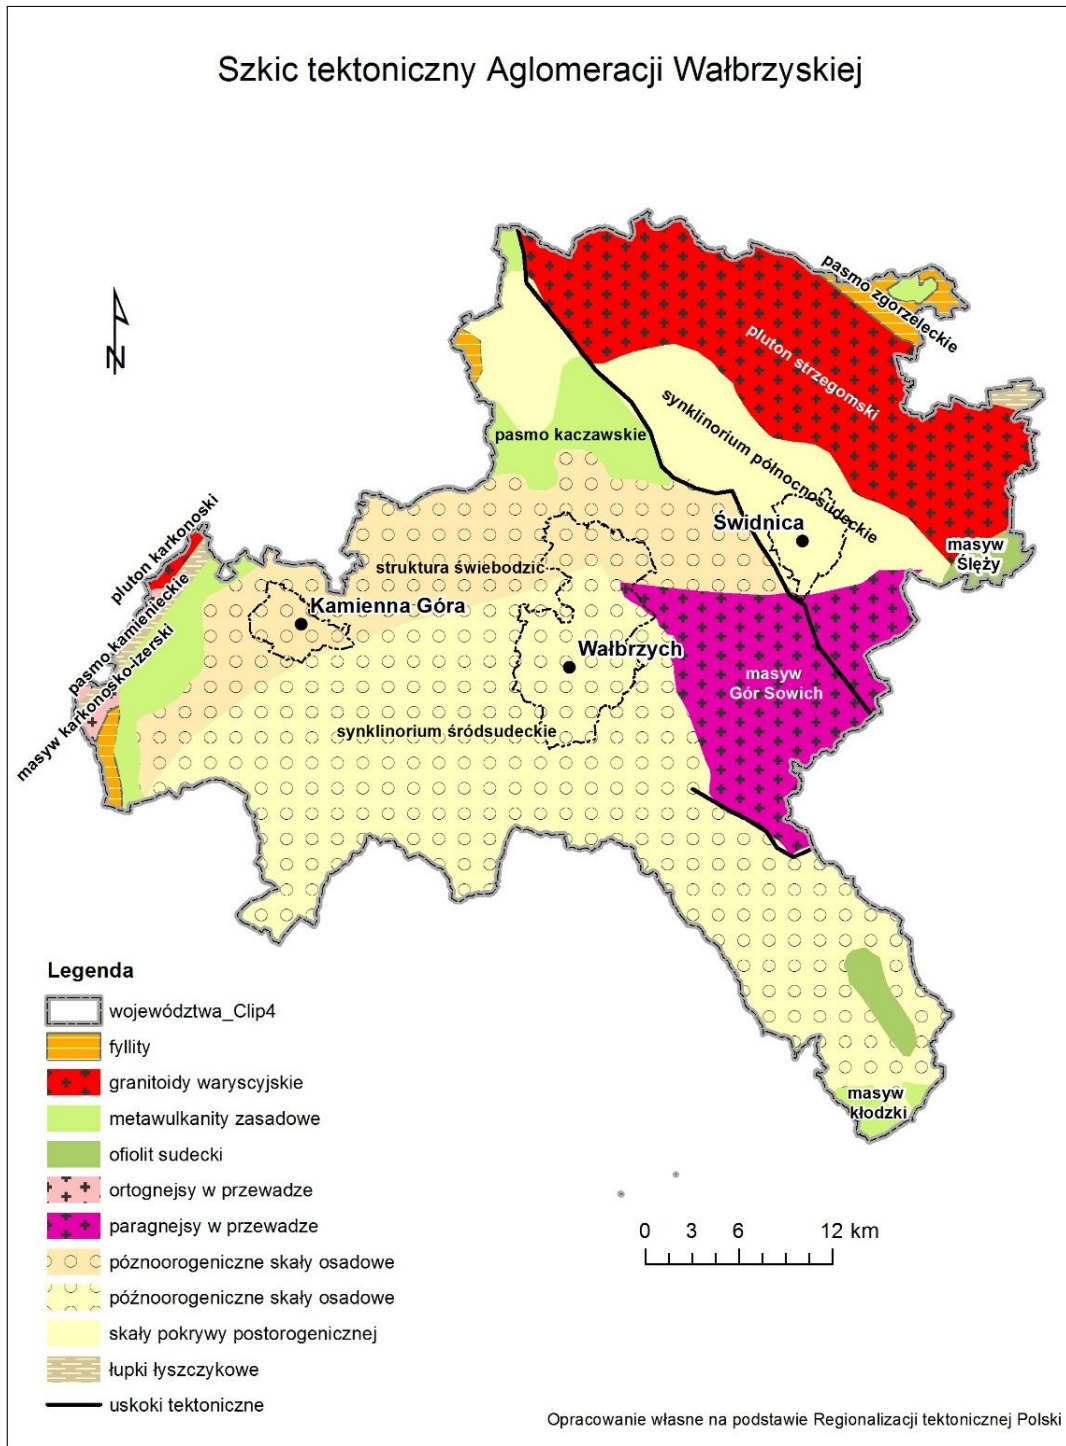 Szkic tektoniczny Aglomeracji Wałbrzyskiej
N
pasmo zgorzeleckie
pluton strzegomski
synklinorium północnosudeckie
pasmo kaczawskie
Świdnica
masyw
Ślęży
pluton karkonoski
struktura świebodzic
pasmo kamienieckie
Kamienna Góra
masyw karkonosko-izerski
Wałbrzych
masyw
Gór Sowich
synklinorium śródsudeckie
masyw
kłodzki
Legenda
województwa_Clip4
fyllity
granitoidy waryscyjskie
metawulkanity zasadowe
ofiolit sudecki
ortognejsy w przewadze
paragnejsy w przewadze
póznoorogeniczne skały osadowe
późnoorogeniczne skały osadowe
skały pokrywy postorogenicznej
łupki łyszczykowe
uskoki tektoniczne
0 3 6 12 km
Opracowanie własne na podstawie Regionalizacji tektonicznej Polski